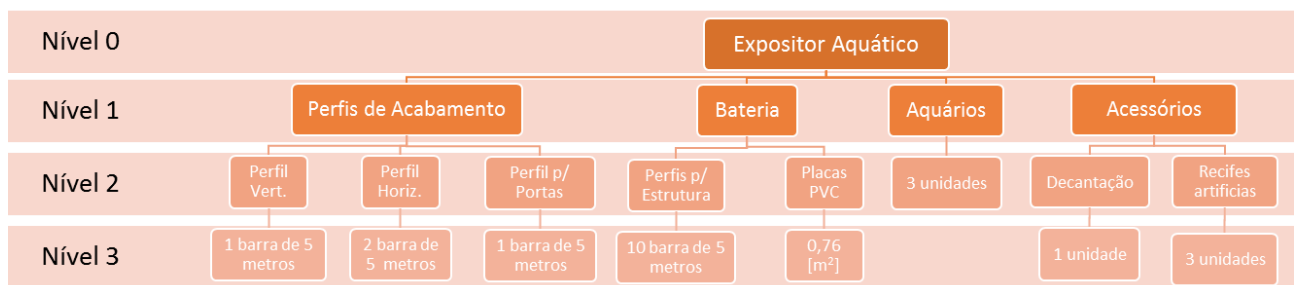 Nível 0
Expositor Aquático
Nível 1
Perfis de Acabamento
Bateria
Aquários
Acessórios
Nível 2
Perfil
Vert.
Perfil
Horiz.
Perfil p/
Portas
Perfis p/
Estrutura
Placas
PVC
3 unidades
Decantação
Recifes
artificias
Nível 3
1 barra de 5
metros
2 barra de
5 metros
1 barra de 5
metros
10 barra de 5
metros
0,76
[m²]
1 unidade
3 unidades